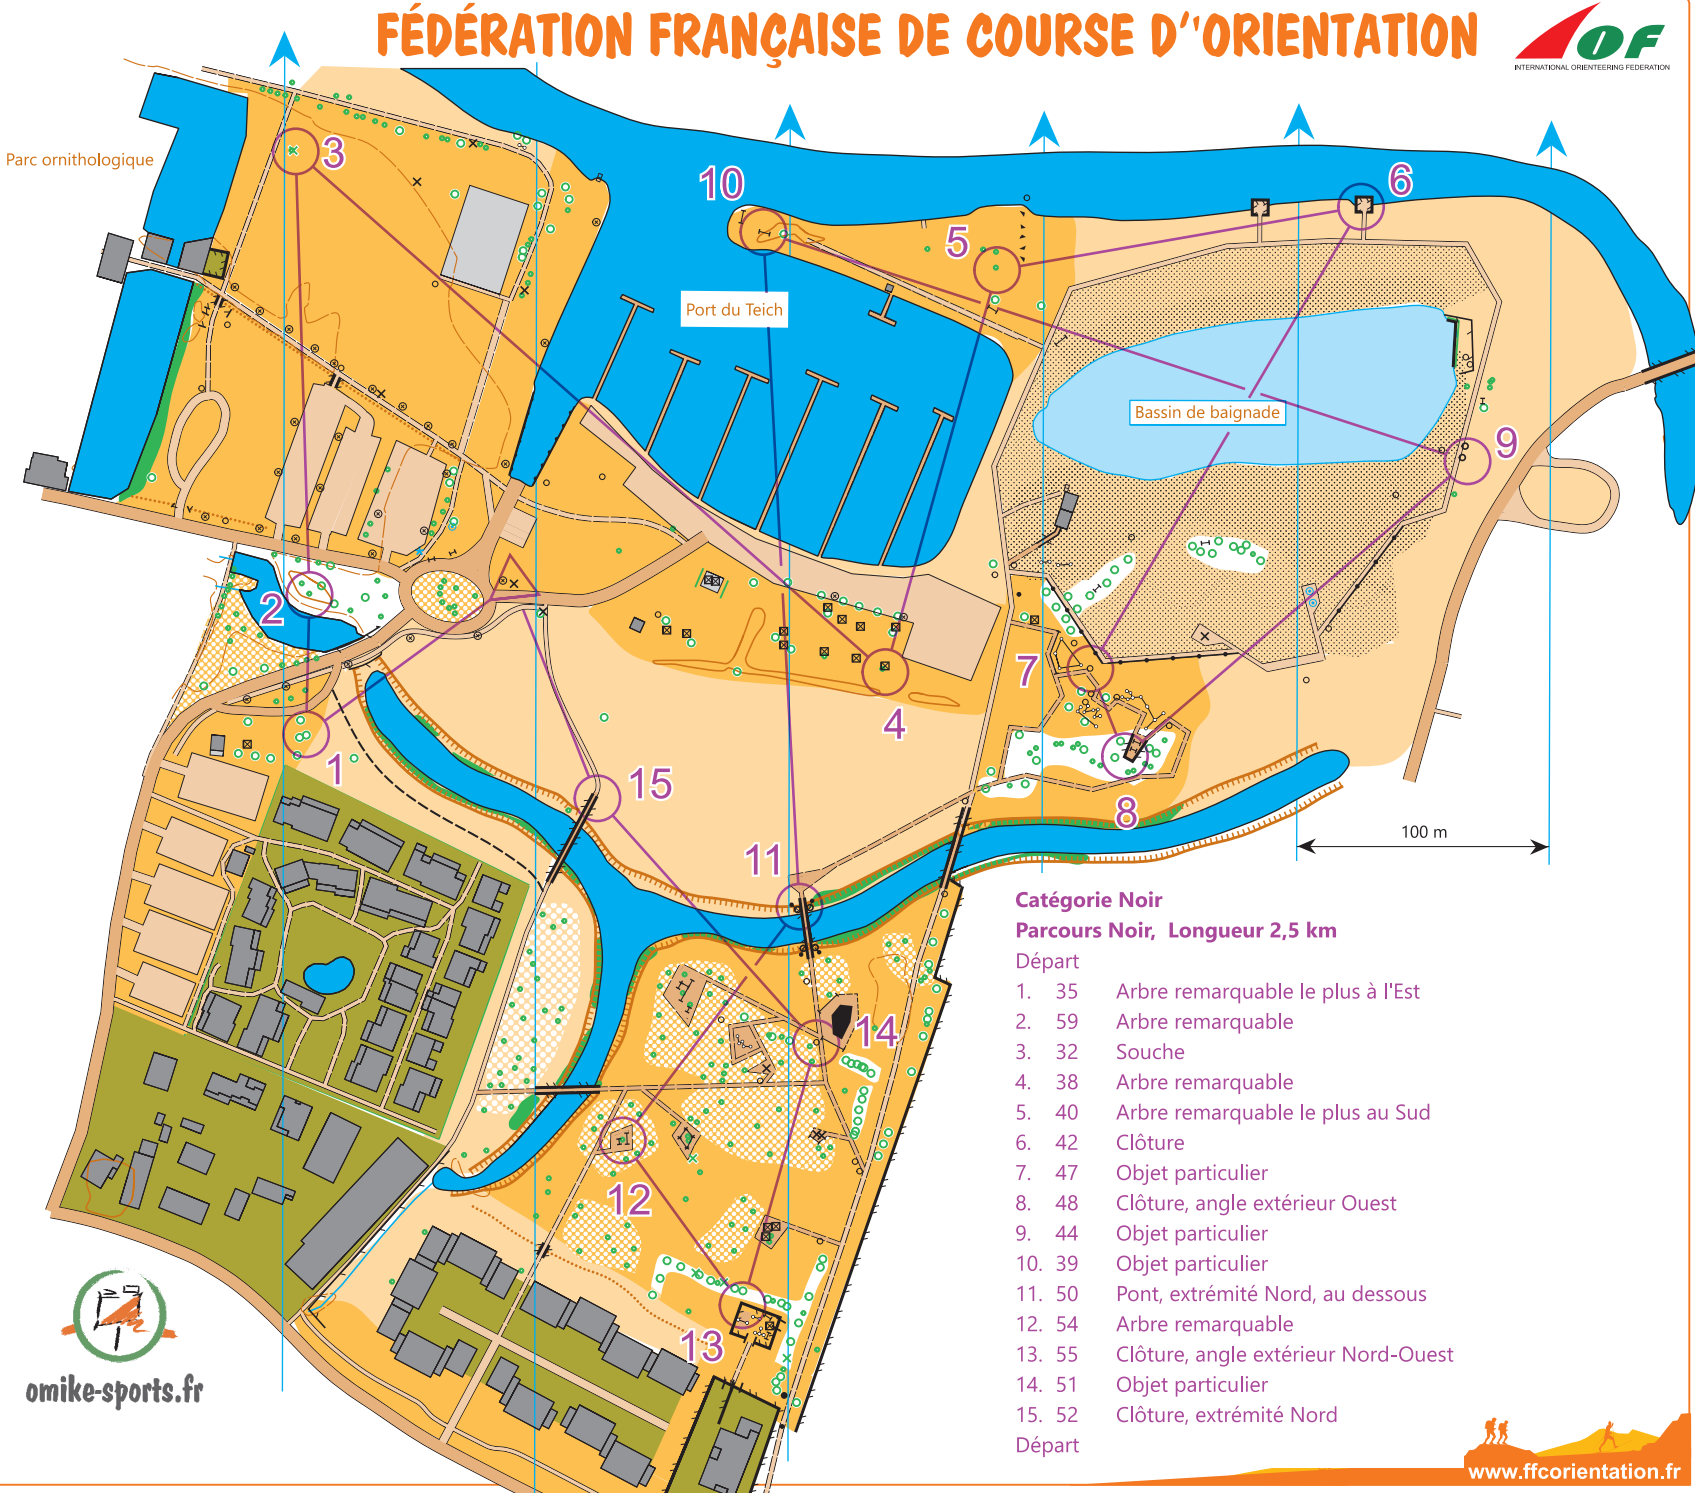 FÉDÉRATION FRANÇAISE DE COURSE D''ORIENTATION
IOF
INTERNATIONAL ORIENTEERING FEDERATION
Parc ornithologique
3
10
6
5
Port du Teich
Bassin de baignade
9
2
7
4
1
15
8
100 m
11
14
12
13
Catégorie Noir
Parcours Noir, Longueur 2,5 km
Départ
1. 35 Arbre remarquable le plus à l'Est
2. 59 Arbre remarquable
3. 32 Souche
4. 38 Arbre remarquable
5. 40 Arbre remarquable le plus au Sud
6. 42 Clôture
7. 47 Objet particulier
8. 48 Clôture, angle extérieur Ouest
9. 44 Objet particulier
10. 39 Objet particulier
11. 50 Pont, extrémité Nord, au dessous
12. 54 Arbre remarquable
13. 55 Clôture, angle extérieur Nord-Ouest
14. 51 Objet particulier
15. 52 Clôture, extrémité Nord
Départ
omike-sports.fr
www.ffcorientation.fr